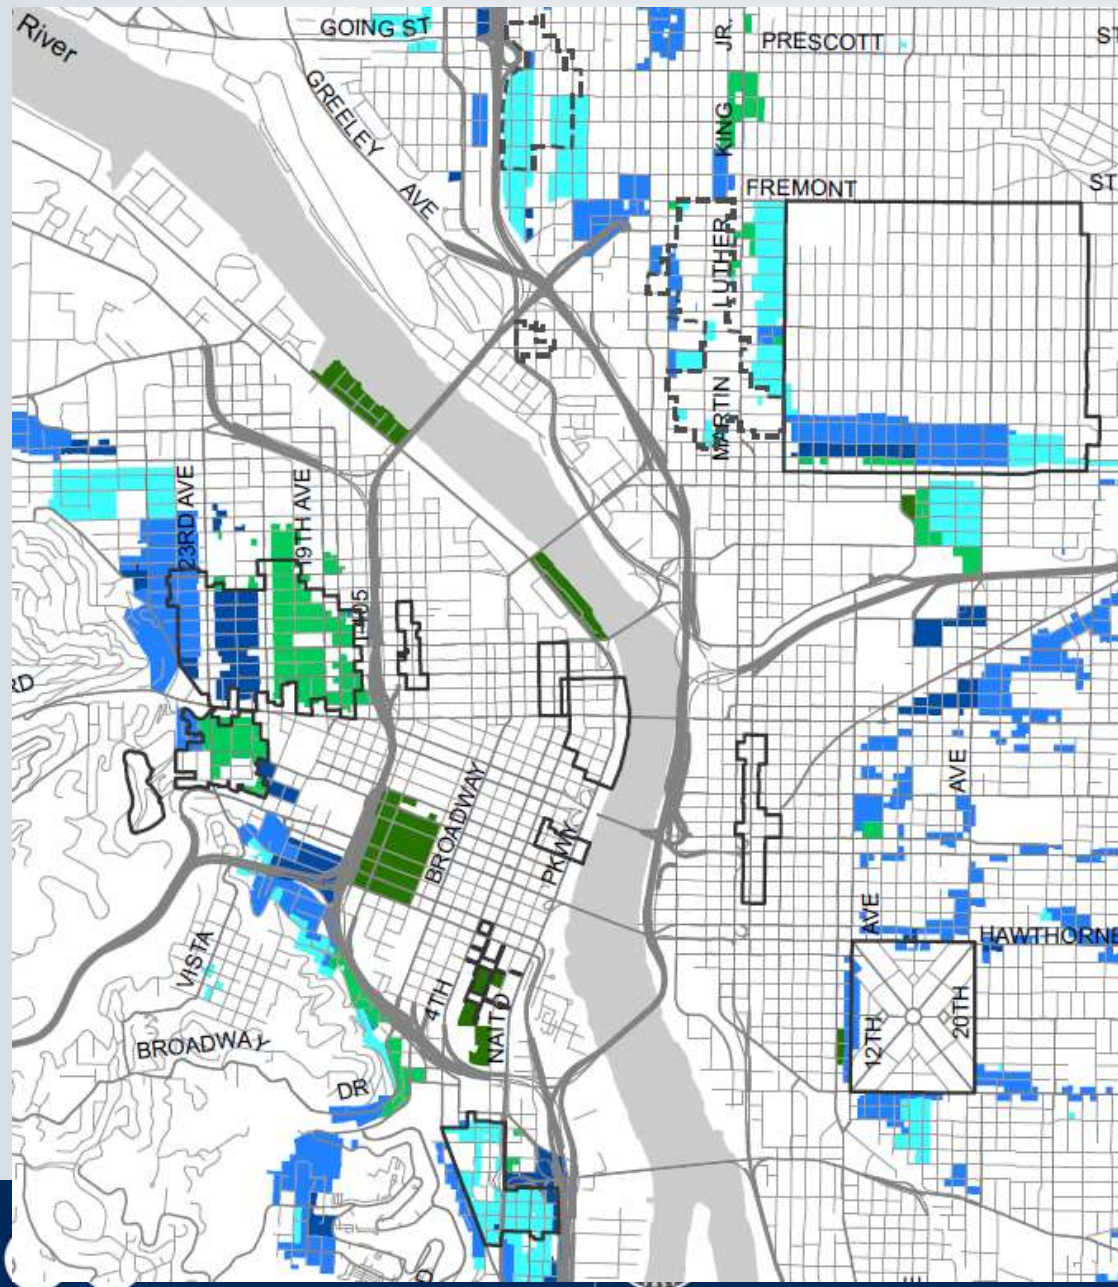 River
GOING ST
GREELEY
AVE
JR.
PRESCOTT
ST
KING
FREMONT
ST
LUTHER
MARTIN
23RD AVE
19TH AVE
I-405
RD
BROADWAY
PKWY
AVE
AVE
HAWTHORNE
VISTA
4TH
NAITO
12TH
20TH
BROADWAY
DR